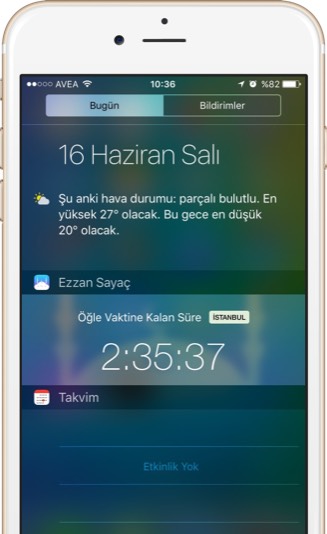 AVEA 10:36 %82
Bugün Bildirimler
16 Haziran Salı
Şu anki hava durumu: parçalı bulutlu. En
yüksek 27° olacak. Bu gece en düşük
20° olacak.
Ezzan Sayaç
Öğle Vaktine Kalan Süre İSTANBUL
2:35:37
Takvim
Etkinlik Yok